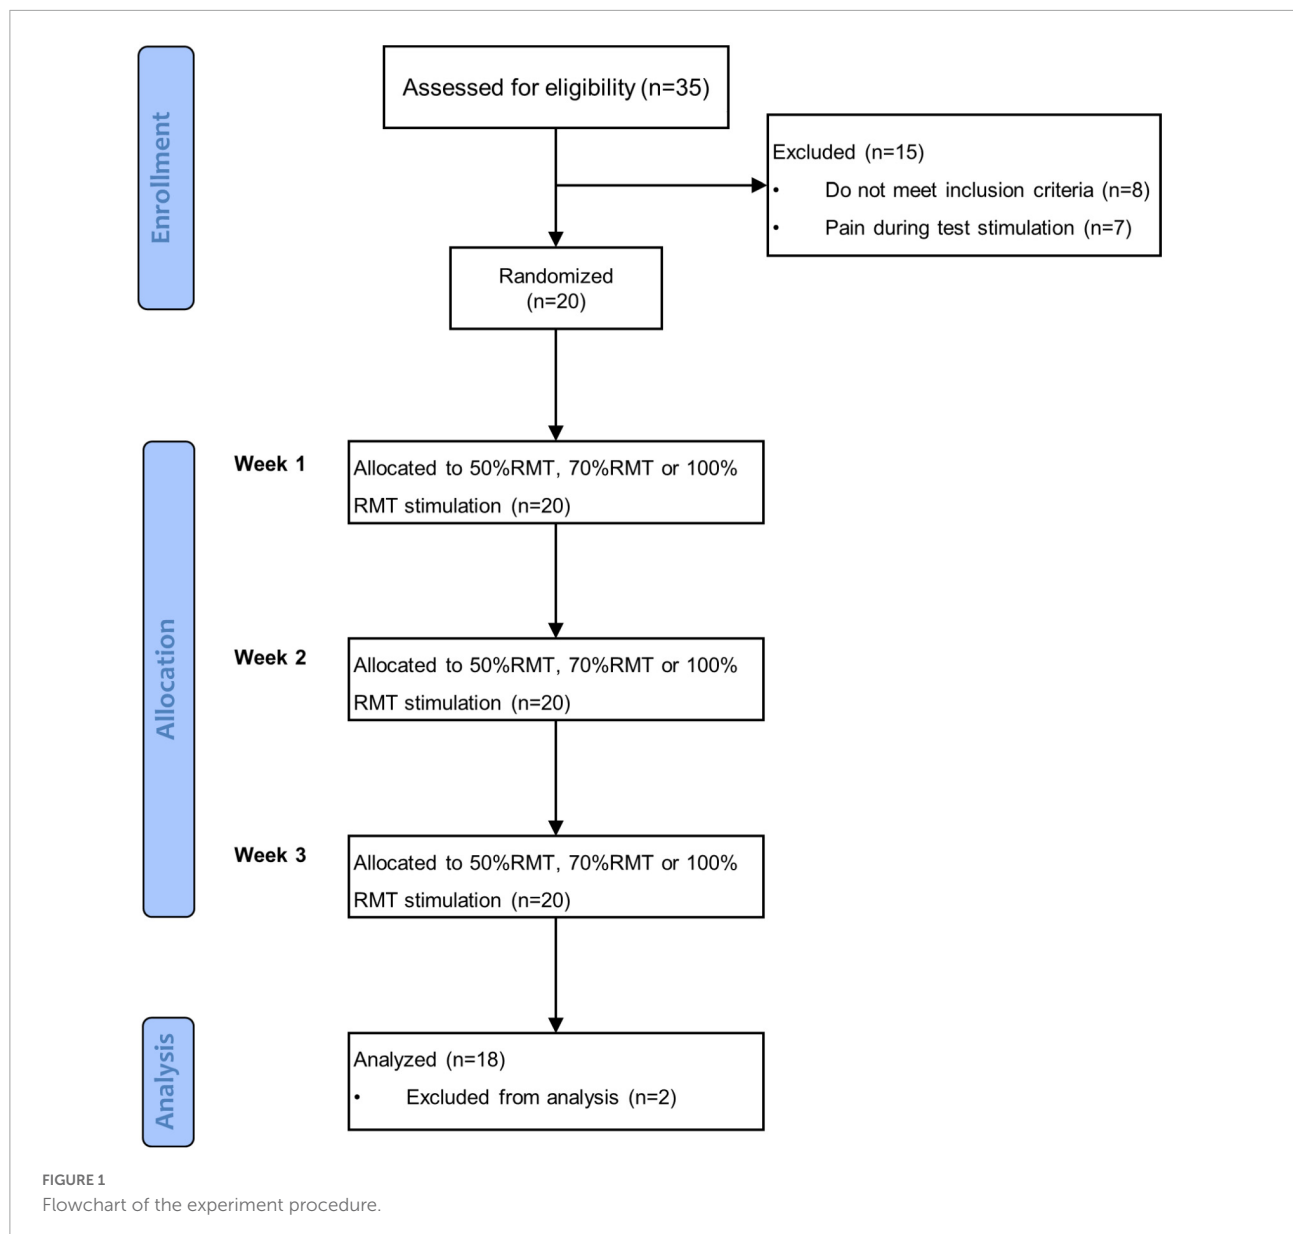 Enrollment
Assessed for eligibility (n=35)
Excluded (n=15)
• Do not meet inclusion criteria (n=8)
• Pain during test stimulation (n=7)
Randomized
(n=20)
Allocation
Week 1
Allocated to 50%RMT, 70%RMT or 100%
RMT stimulation (n=20)
Week 2
Allocated to 50%RMT, 70%RMT or 100%
RMT stimulation (n=20)
Week 3
Allocated to 50%RMT, 70%RMT or 100%
RMT stimulation (n=20)
Analysis
Analyzed (n=18)
• Excluded from analysis (n=2)
FIGURE 1
Flowchart of the experiment procedure.